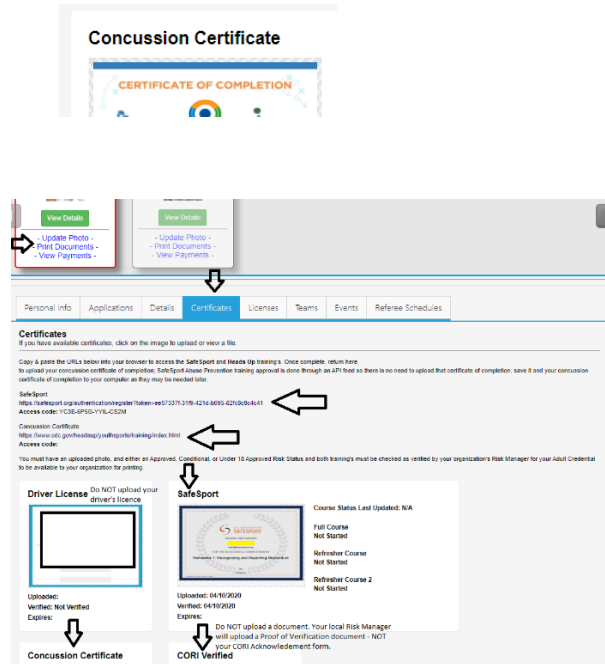 Concussion Certificate
CERTIFICATE OF COMPLETION
View Details
View Details
- Update Photo -
- Print Documents -
- View Payments -
- Update Photo -
- Print Documents -
- View Payments -
Personal Info
Applications
Details
Certificates
Licenses
Teams
Events
Referee Schedules
Certificates
If you have available certificates, click on the image to upload or view a file.
Copy & paste the URLs below into your browser to access the SafeSport and Heads Up training's. Once complete, return here
to upload your concussion certificate of completion; SafeSport Abuse Prevention training approval is done through an API feed so there is no need to upload that certificate of completion; save it and your concussion
certificate of completion to your computer as they may be needed later.
SafeSport
Access code: YC3E-6P5G-YYIL-CS2M
Concussion Certificate
https://www.cdc.gov/headsup/youthsports/training/index.html
Access code:
You must have an uploaded photo, and either an Approved, Conditional, or Under 18 Approved Risk Status and both training's must be checked as verified by your organization's Risk Manager for your Adult Credential
to be available to your organization for printing.
Driver License
Do NOT upload your
driver's licence
Uploaded:
Verified: Not Verified
Expires:
SafeSport
SAFESPORT
Uploaded: 04/10/2020
Verified: 04/10/2020
Expires:
Course Status Last Updated: N/A
Full Course
Not Started
Refresher Course
Not Started
Refresher Course 2
Not Started
Do NOT upload a document. Your local Risk Manager
will upload a Proof of Verification document - NOT
your CORI Acknowledement form.
Concussion Certificate
CORI Verified